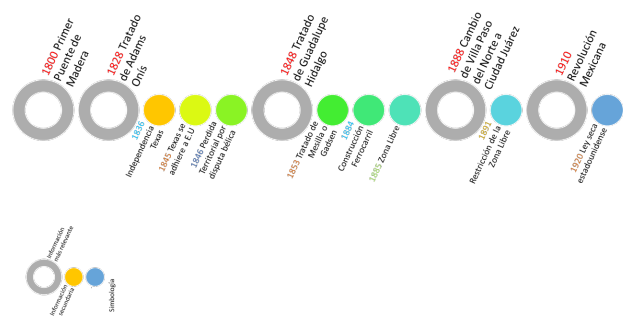 1800 Primer
Puente de
Madera
1828 Tratado
de Adams
Onís
1836
Independencia
Texas
1845 Texas se
adhiere a E.U
1846 Perdida
Territorial por
disputa bélica
1848 Tratado
de Guadalupe
Hidalgo
1853 Tratado de
Mesilla o
Gadsen
1884
Construcción
Ferrocarril
1885 Zona Libre
1888 Cambio
de Villa Paso
del Norte a
Ciudad Juárez
1891
Restricción de la
Zona Libre
1910
Revolución
Mexicana
1920 Ley seca
estadounidense
Información
más relevante
Información
secundaria
Simbología